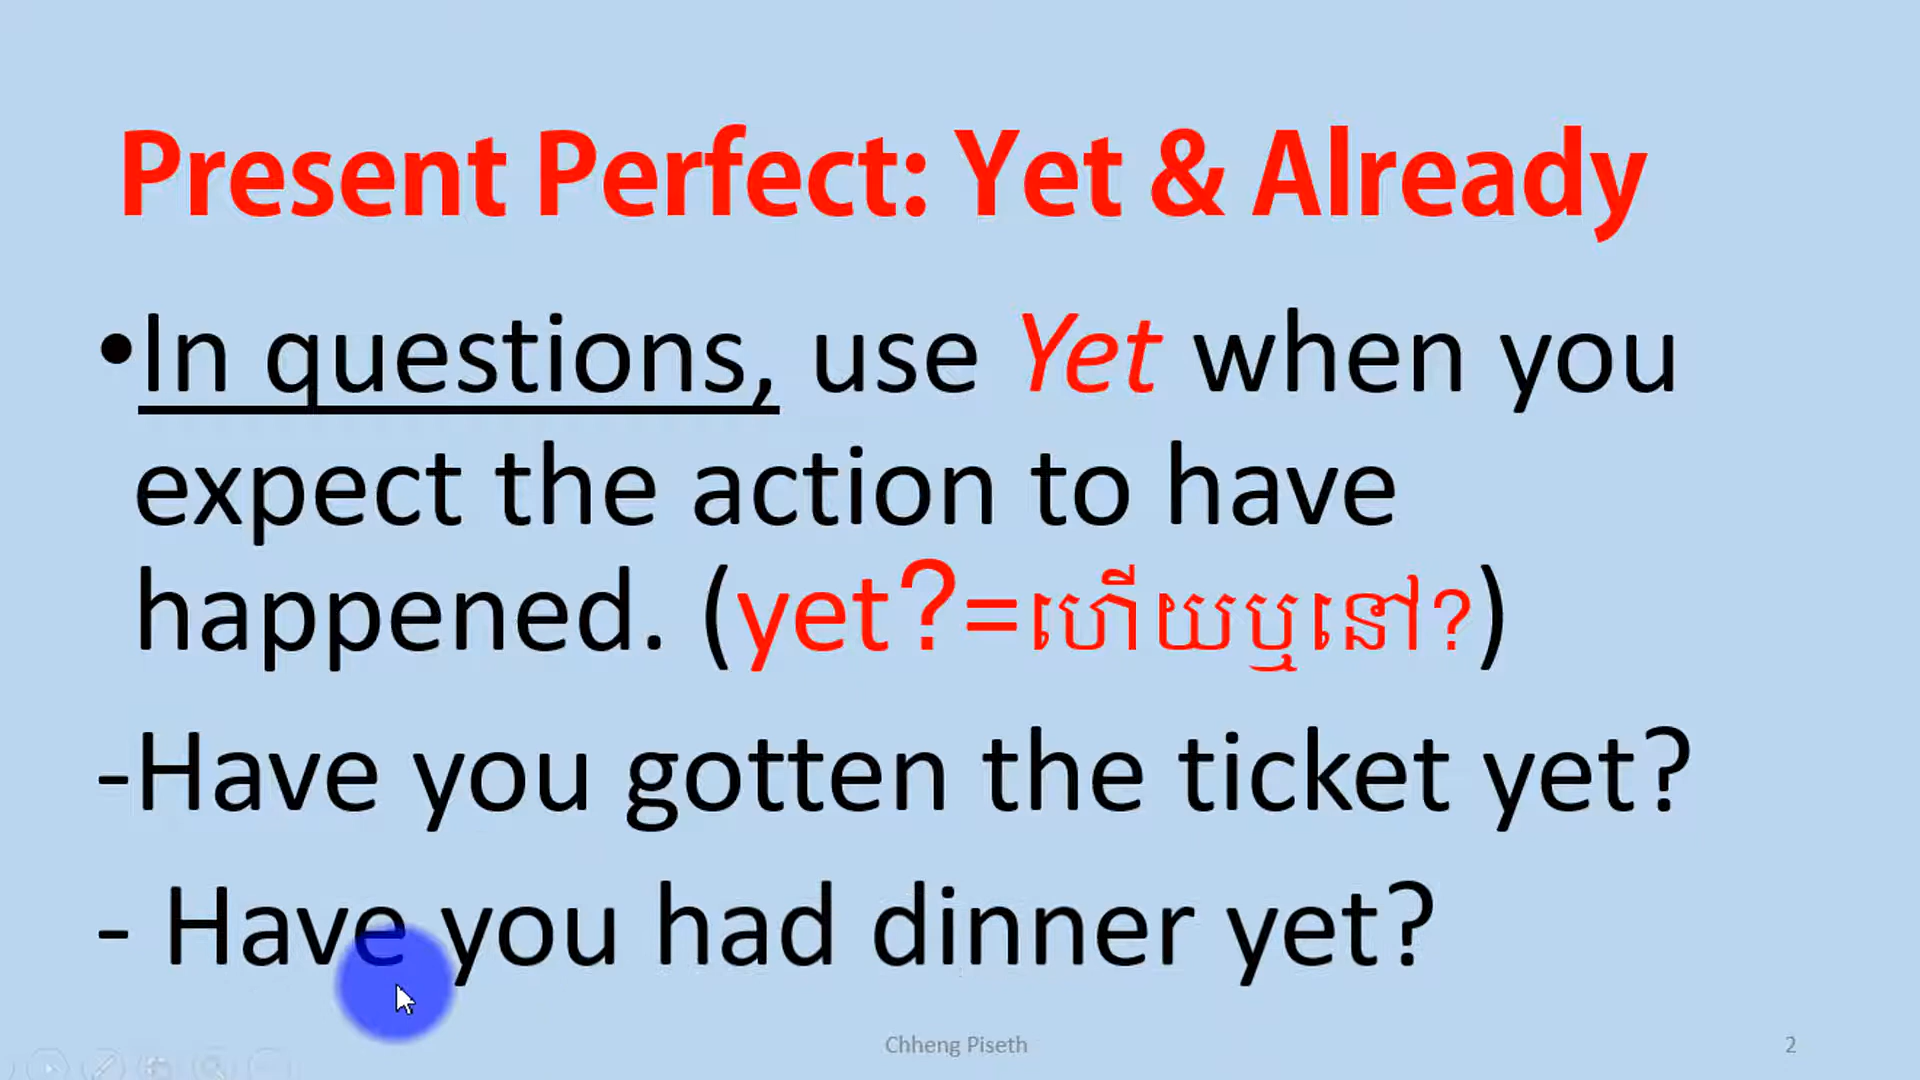 Present Perfect: Yet & Already
•In questions, use Yet when you
expect the action to have
happened. (yet?=ហើយឬនៅ?)
-Have you gotten the ticket yet?
- Have you had dinner yet?
Chheng Piseth
2